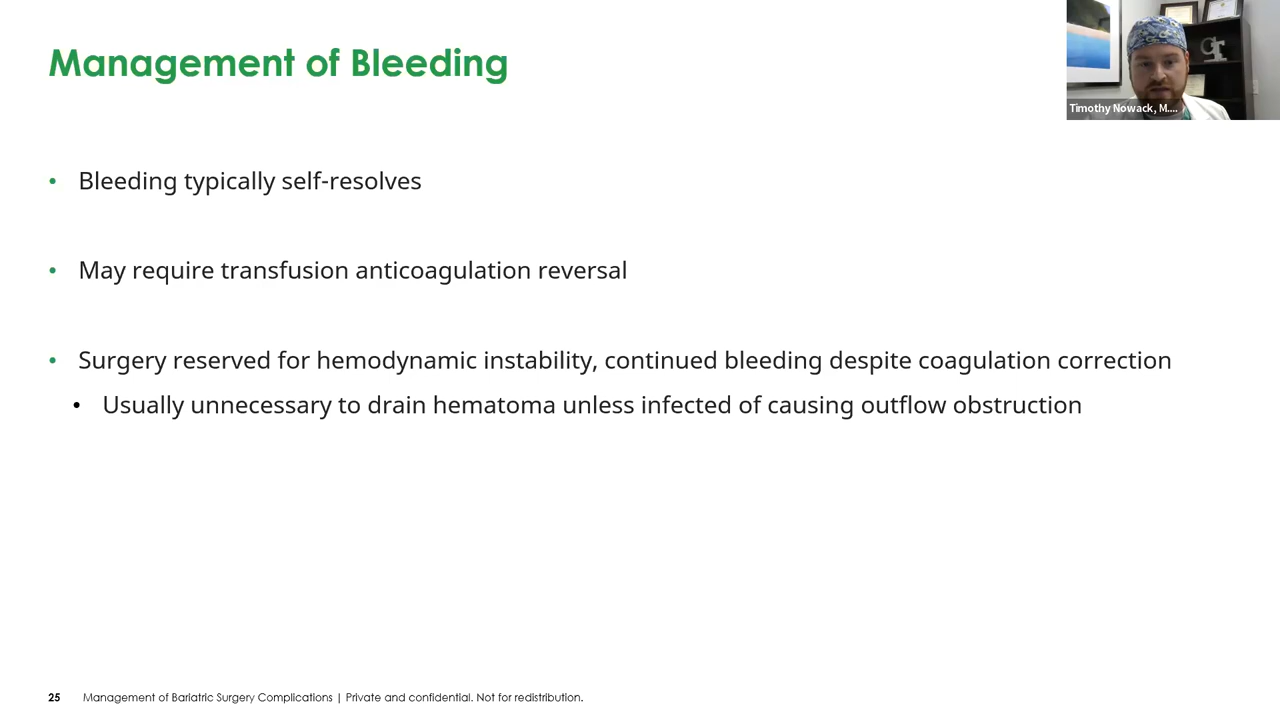 Management of Bleeding
Timothy Nowack, M....
• Bleeding typically self-resolves
• May require transfusion anticoagulation reversal
• Surgery reserved for hemodynamic instability, continued bleeding despite coagulation correction
• Usually unnecessary to drain hematoma unless infected of causing outflow obstruction
25 Management of Bariatric Surgery Complications | Private and confidential. Not for redistribution.